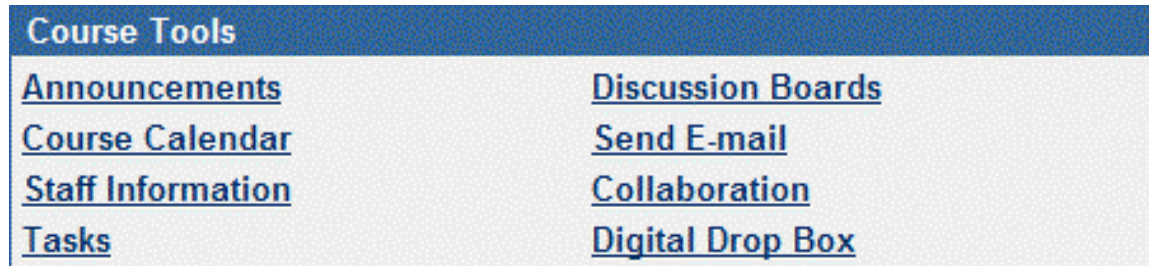 Course Tools
Announcements
Discussion Boards
Course Calendar
Send E-mail
Staff Information
Collaboration
Tasks
Digital Drop Box